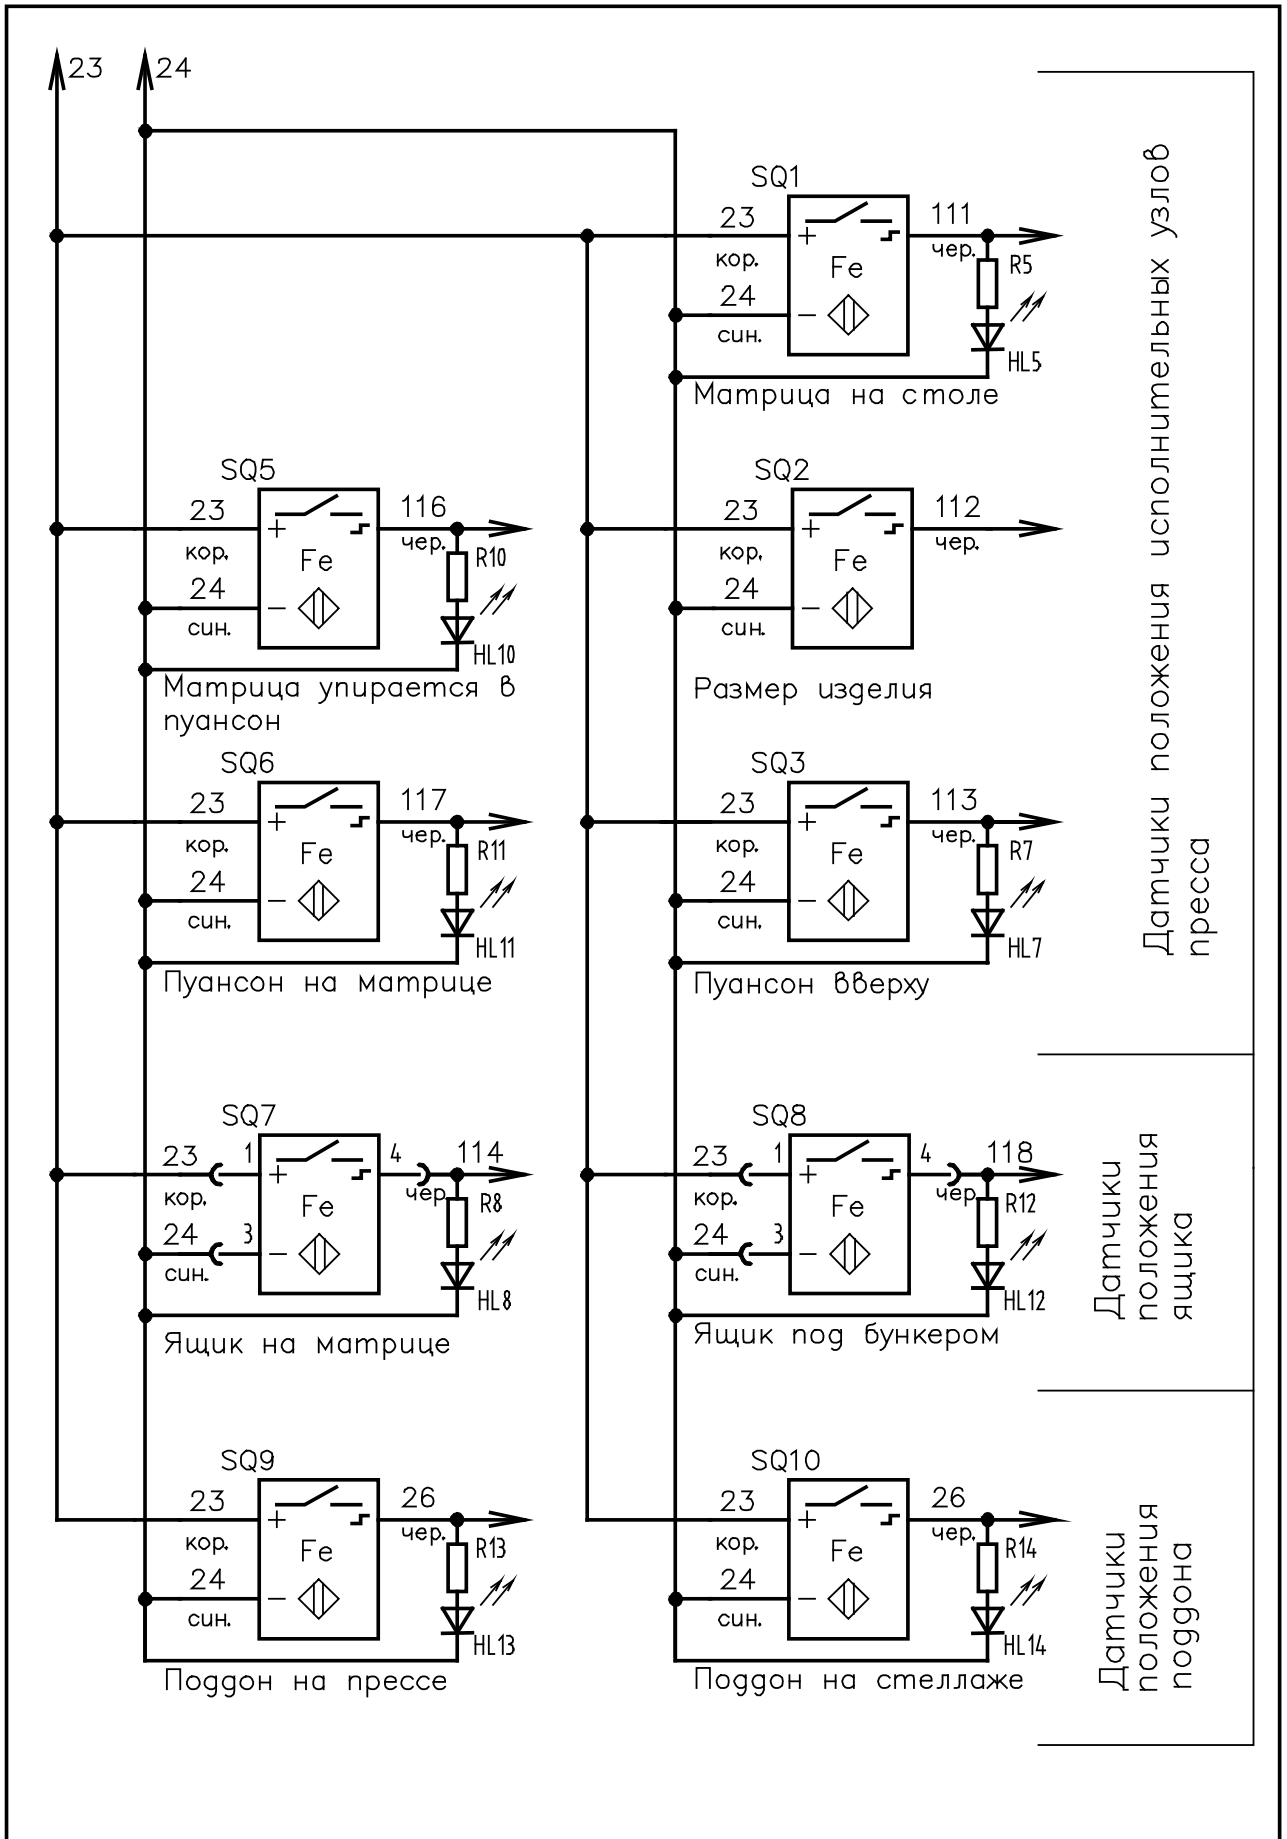 23
24
SQ1
23
кор.
24
син.
+
Fe
−
111
чер.
R5
HL5
Матрица на столе
SQ5
23
кор.
24
син.
+
Fe
−
116
чер.
R10
HL10
Матрица упирается в
пуансон
SQ2
23
кор.
24
син.
+
Fe
−
112
чер.
Размер изделия
SQ6
23
кор.
24
син.
+
Fe
−
117
чер.
R11
HL11
Пуансон на матрице
SQ3
23
кор.
24
син.
+
Fe
−
113
чер.
R7
HL7
Пуансон вверху
SQ7
23
1
кор.
24
3
син.
+
Fe
−
4
114
чер.
R8
HL8
Ящик на матрице
SQ8
23
1
кор.
24
3
син.
+
Fe
−
4
118
чер.
R12
HL12
Ящик под бункером
SQ9
23
кор.
24
син.
+
Fe
−
26
чер.
R13
HL13
Поддон на прессе
SQ10
23
кор.
24
син.
+
Fe
−
26
чер.
R14
HL14
Поддон на стеллаже
Датчики положения исполнительных узлов
пресса
Датчики
положения
ящика
Датчики
положения
поддона